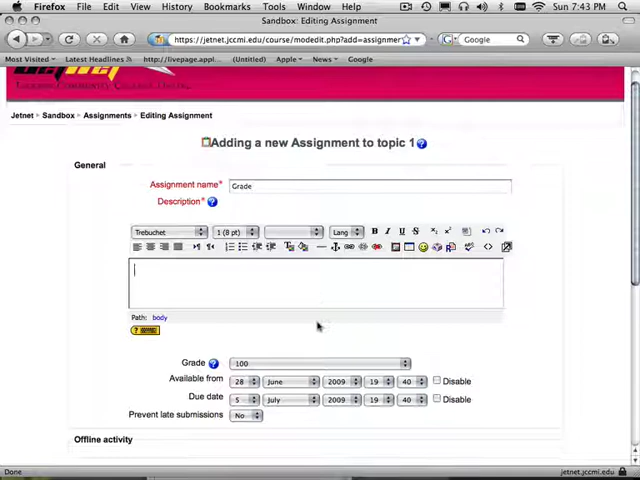 Firefox File Edit View History Bookmarks Tools Window Help Sun 7:43 PM
Sandbox: Editing Assignment
https://jetnet.jccmi.edu/course/modedit.php?add=assignmer Google
Most Visited Latest Headlines http://livepage.appl... (Untitled) Apple News Google
Jetnet Sandbox Assignments Editing Assignment
Adding a new Assignment to topic 1
General
Assignment name* Grade
Description*
Trebuchet 1 (8 pt) Lang B I U S
Path: body
Grade 100
Available from 28 June 2009 19 40 Disable
Due date 5 July 2009 19 40 Disable
Prevent late submissions No
Offline activity
Done jetnet.jccmi.edu